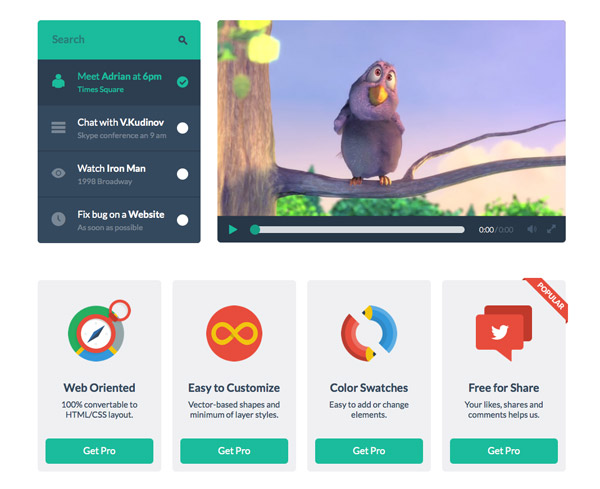 Search
Meet Adrian at 6pm
Times Square
Chat with V.Kudinov
Skype conference an 9 am
Watch Iron Man
1998 Broadway
Fix bug on a Website
As soon as possible
0:00/0:00
POPULAR
Web Oriented
100% convertable to
HTML/CSS layout.
Get Pro
Easy to Customize
Vector-based shapes and
minimum of layer styles.
Get Pro
Color Swatches
Easy to add or change
elements.
Get Pro
Free for Share
Your likes, shares and
comments helps us.
Get Pro